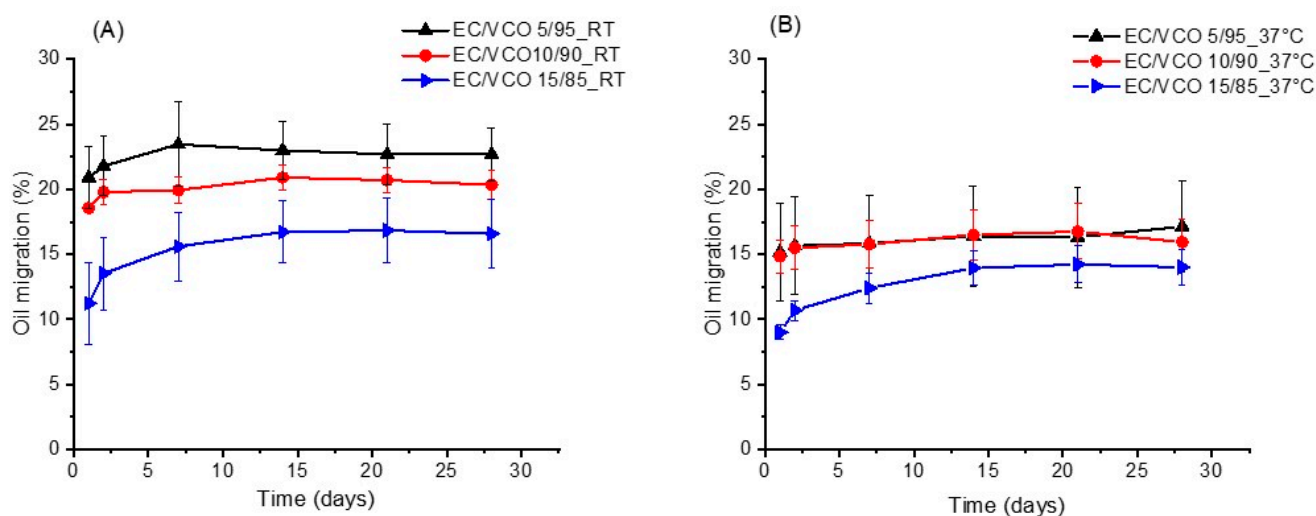 (A)
EC/VCO 5/95_RT
EC/VCO10/90_RT
EC/VCO 15/85_RT
30
25
20
15
10
5
0
Oil migration (%)
0 5 10 15 20 25 30
Time (days)
(B)
EC/VCO 5/95_37°C
EC/VCO 10/90_37°C
EC/VCO 15/85_37°C
30
25
20
15
10
5
0
Oil migration (%)
0 5 10 15 20 25 30
Time (days)